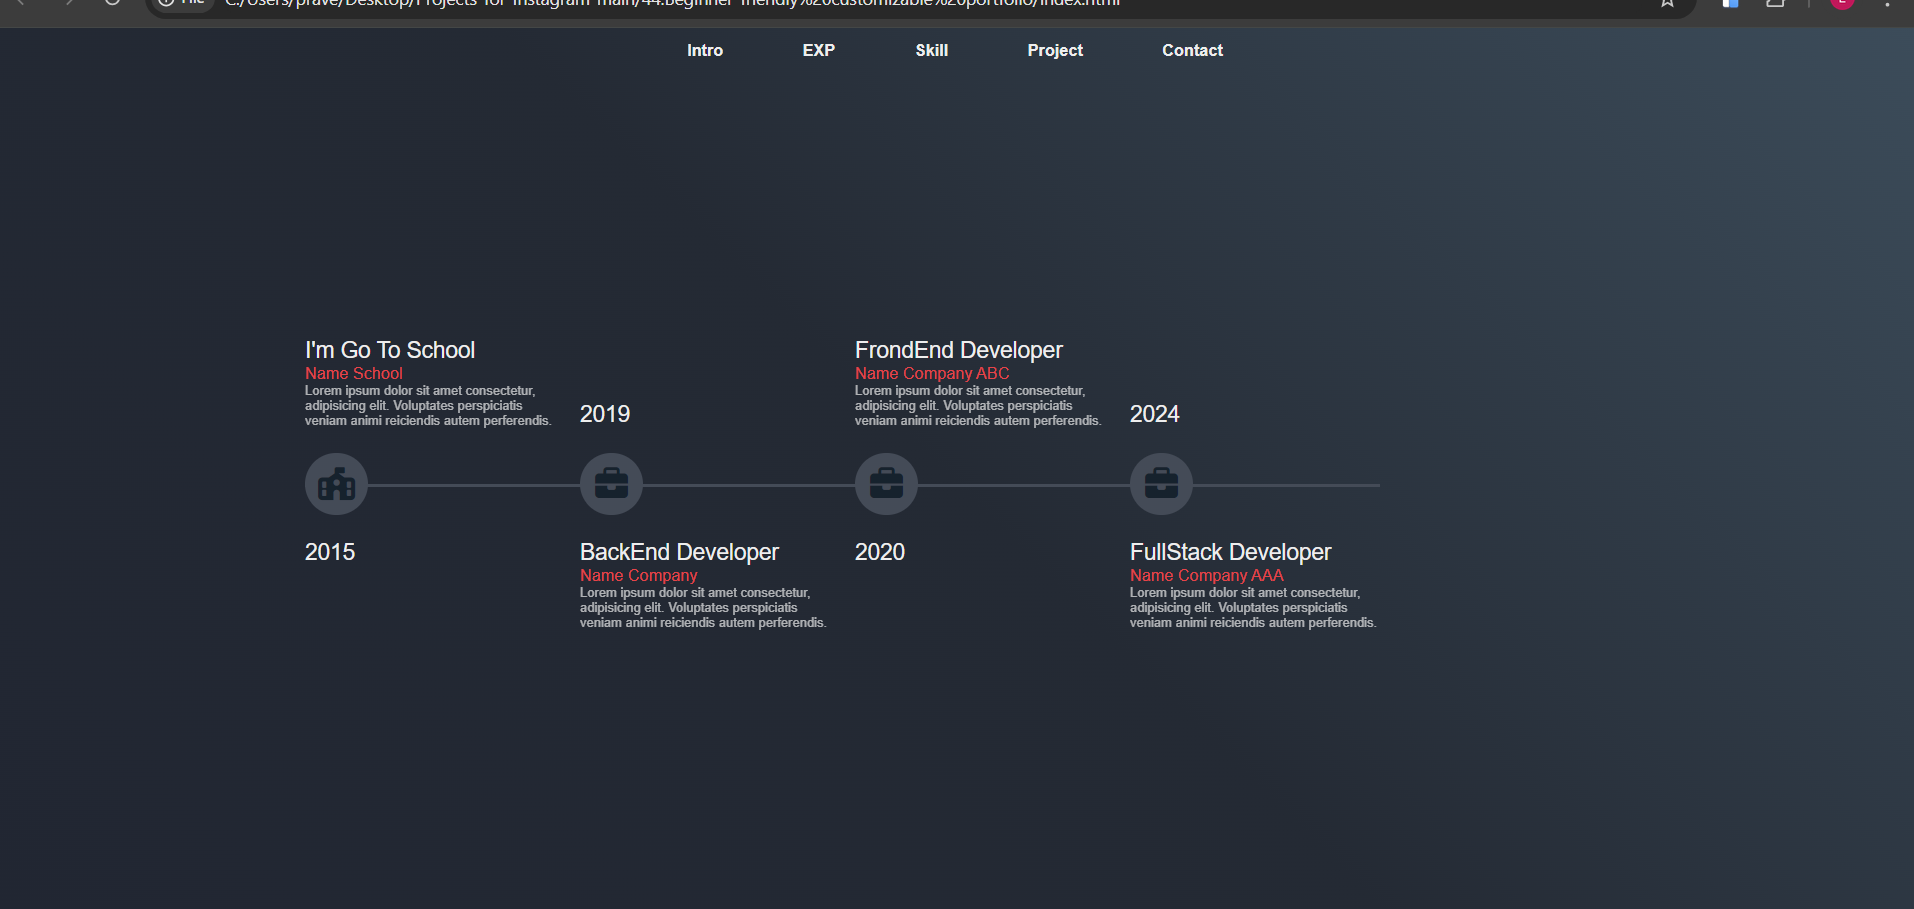 File C:/Users/prave/Desktop/Projects-for-instagram-main/44.Beginner-friendly%20customizable%20portfolio/index.html
Intro EXP Skill Project Contact
I'm Go To School
Name School
Lorem ipsum dolor sit amet consectetur,
adipisicing elit. Voluptates perspiciatis
veniam animi reiciendis autem perferendis.
2015
2019
BackEnd Developer
Name Company
Lorem ipsum dolor sit amet consectetur,
adipisicing elit. Voluptates perspiciatis
veniam animi reiciendis autem perferendis.
FrondEnd Developer
Name Company ABC
Lorem ipsum dolor sit amet consectetur,
adipisicing elit. Voluptates perspiciatis
veniam animi reiciendis autem perferendis.
2020
2024
FullStack Developer
Name Company AAA
Lorem ipsum dolor sit amet consectetur,
adipisicing elit. Voluptates perspiciatis
veniam animi reiciendis autem perferendis.